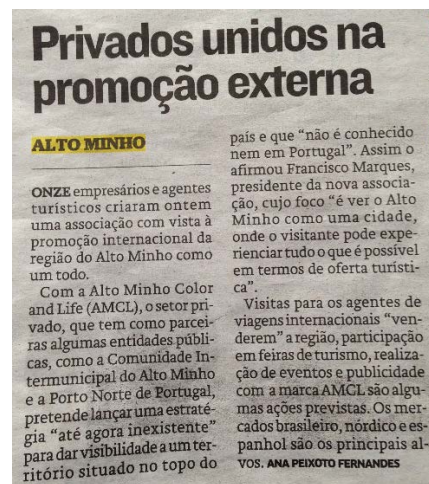 Privados unidos na
promoção externa
ALTO MINHO
ONZE empresários e agentes
turísticos criaram ontem
uma associação com vista à
promoção internacional da
região do Alto Minho como
um todo.
Com a Alto Minho Color
and Life (AMCL), o setor pri-
vado, que tem como parcei-
ras algumas entidades públi-
cas, como a Comunidade In-
termunicipal do Alto Minho
e a Porto Norte de Portugal,
pretende lançar uma estraté-
gia “até agora inexistente”
para dar visibilidade a um ter-
ritório situado no topo do
país e que “não é conhecido
nem em Portugal”. Assim o
afirmou Francisco Marques,
presidente da nova associa-
ção, cujo foco “é ver o Alto
Minho como uma cidade,
onde o visitante pode expe-
rienciar tudo o que é possível
em termos de oferta turísti-
ca”.
Visitas para os agentes de
viagens internacionais “ven-
derem” a região, participação
em feiras de turismo, realiza-
ção de eventos e publicidade
com a marca AMCL são algu-
mas ações previstas. Os mer-
cados brasileiro, nórdico e es-
panhol são os principais al-
vos. ANA PEIXOTO FERNANDES